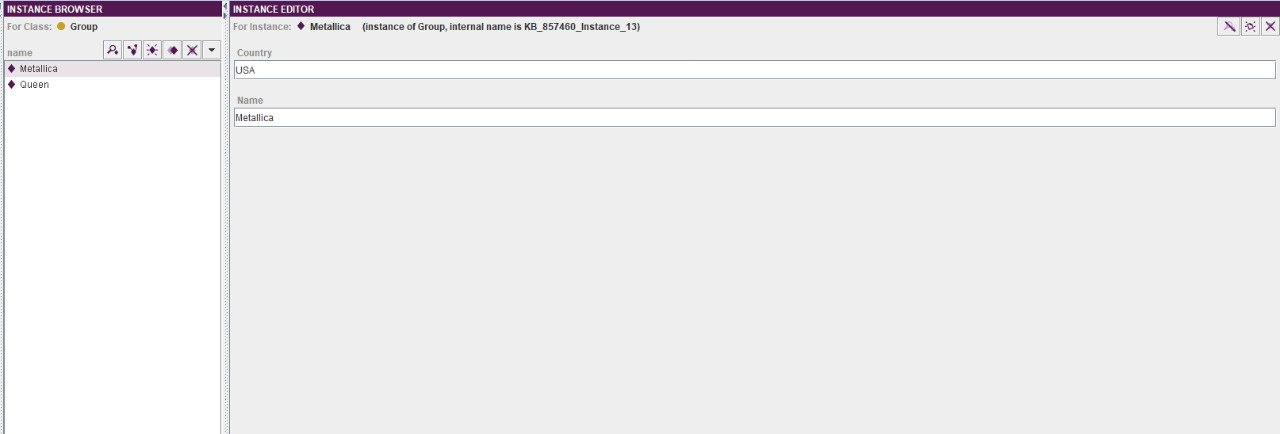 INSTANCE BROWSER
For Class: Group
name
Metallica
Queen
INSTANCE EDITOR
For Instance: Metallica (instance of Group, internal name is KB_857460_Instance_13)
Country
USA
Name
Metallica